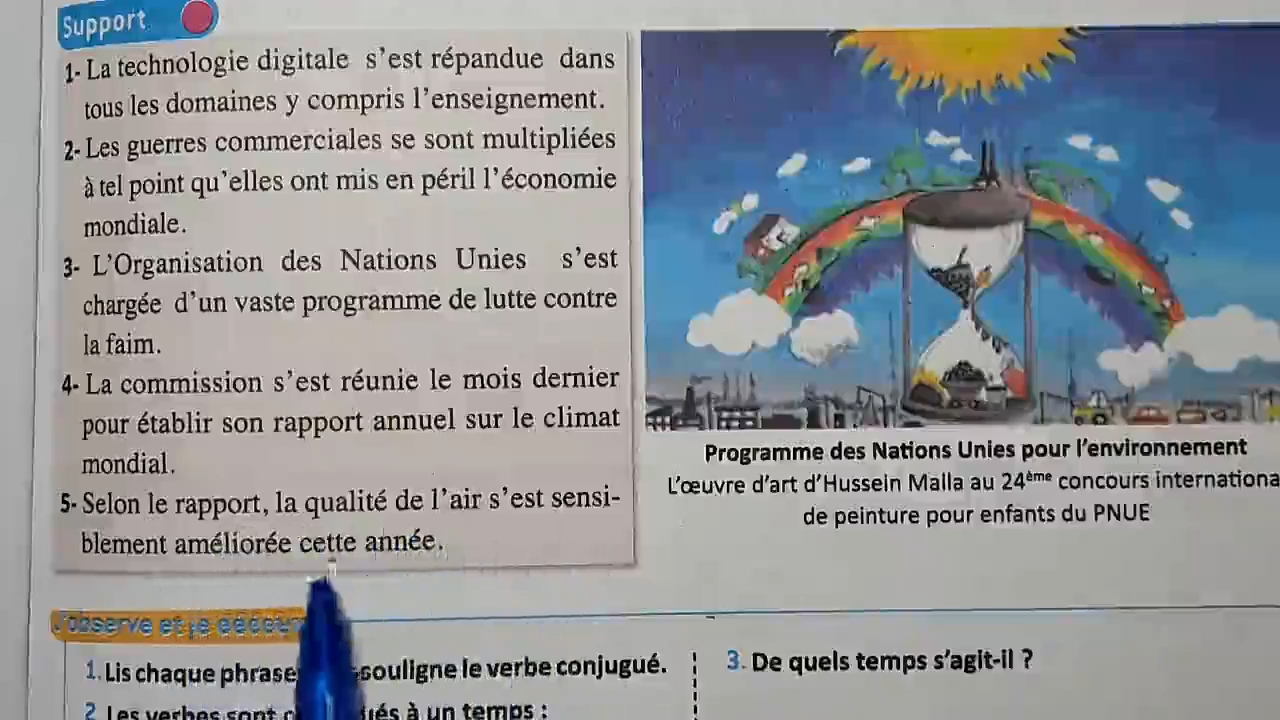 Support
1- La technologie digitale s'est répandue dans
tous les domaines y compris l'enseignement.
2- Les guerres commerciales se sont multipliées
à tel point qu'elles ont mis en péril l'économie
mondiale.
3- L'Organisation des Nations Unies s'est
chargée d'un vaste programme de lutte contre
la faim.
4- La commission s'est réunie le mois dernier
pour établir son rapport annuel sur le climat
mondial.
5- Selon le rapport, la qualité de l'air s'est sensi-
blement améliorée cette année.
Programme des Nations Unies pour l'environnement
L'œuvre d'art d'Hussein Malla au 24ème concours internationa
de peinture pour enfants du PNUE
J'observe et je
1. Lis chaque phrase souligne le verbe conjugué.
2. Les verbes sont à un temps :
3. De quels temps s'agit-il ?